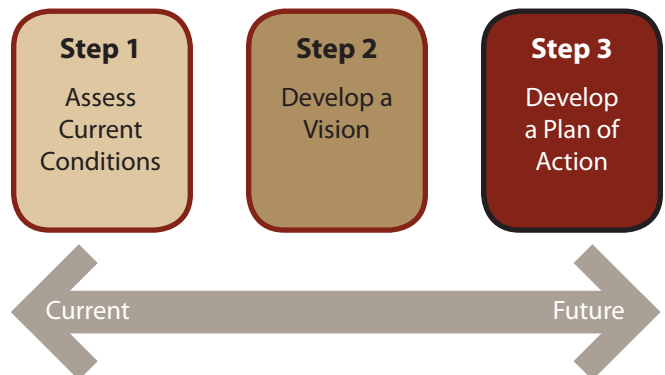 Step 1
Assess
Current
Conditions
Step 2
Develop a
Vision
Step 3
Develop
a Plan of
Action
Current
Future